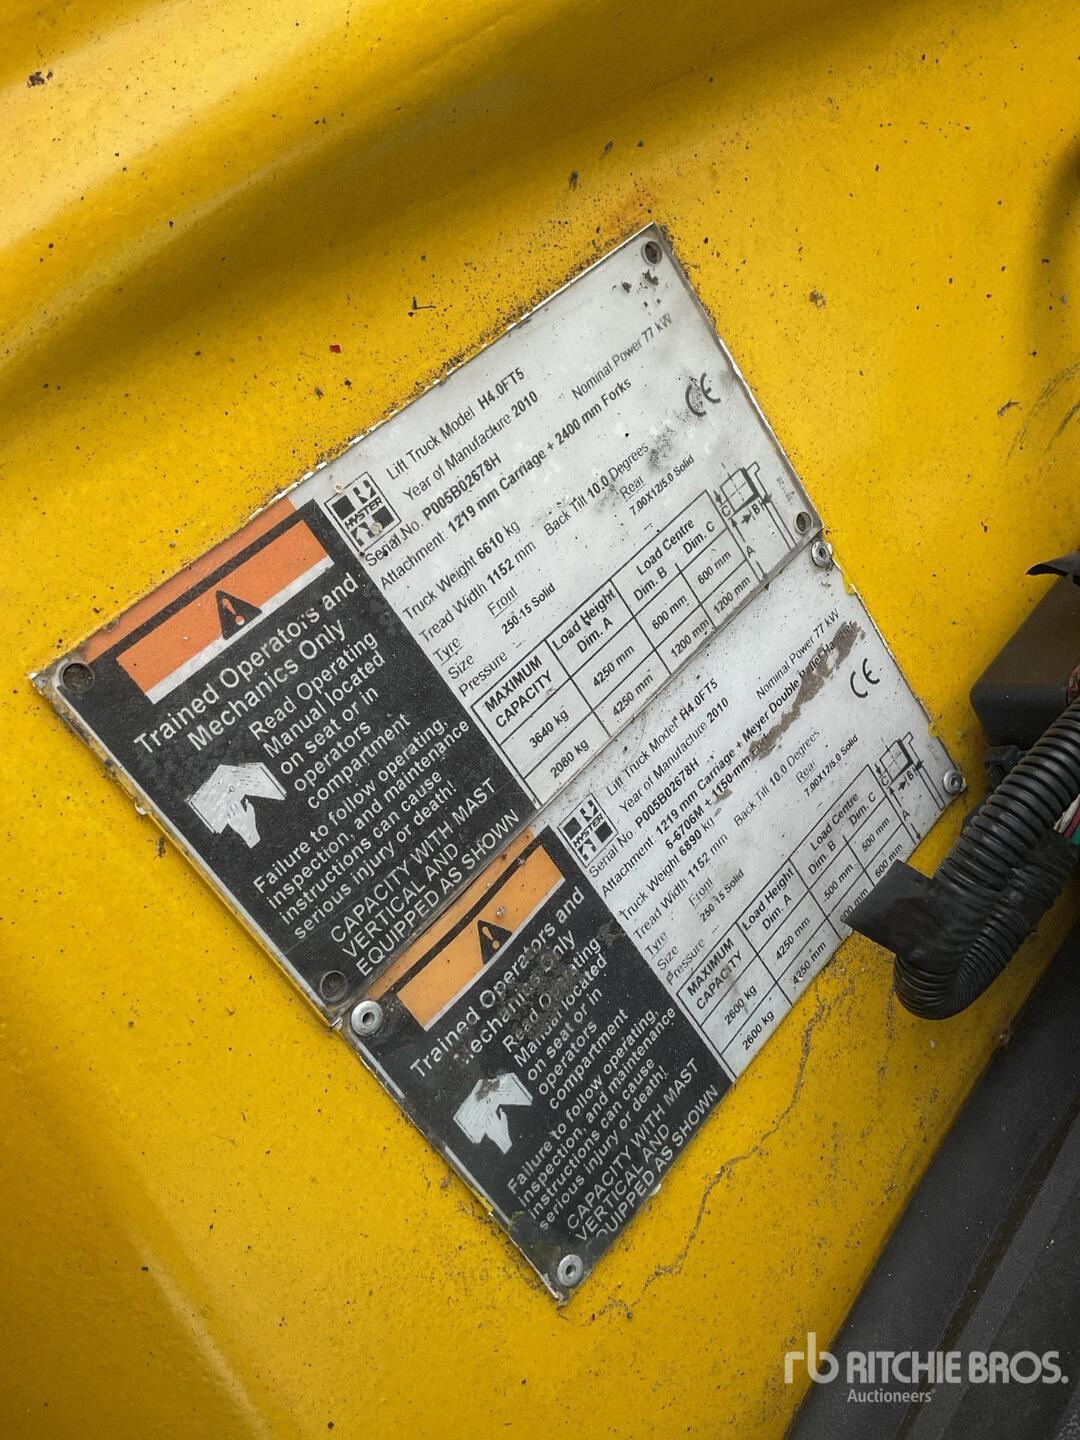 HYSTER
Lift Truck Model H4.0FT5
Year of Manufacture 2010
Nominal Power 77 kW
Serial No. P005B02678H
Attachment: 1219 mm Carriage + 2400 mm Forks
CE
Truck Weight 6610 kg
Tread Width 1152 mm
Back Tilt 10.0 Degrees
Tyre
Front
Rear
Size
250-15 Solid
7.00X12/5.0 Solid
Pressure
MAXIMUM CAPACITY
Load Height Dim. A
Load Centre
Dim. B
Dim. C
3640 kg
4250 mm
600 mm
600 mm
2080 kg
4250 mm
1200 mm
1200 mm
C
B
A
Trained Operators and
Mechanics Only
Read Operating
Manual located
on seat or in
operators
compartment
Failure to follow operating,
inspection, and maintenance
instructions can cause
serious injury or death!
CAPACITY WITH MAST
VERTICAL AND
EQUIPPED AS SHOWN
HYSTER
Lift Truck Model H4.0FT5
Year of Manufacture 2010
Nominal Power 77 kW
Serial No. P005B02678H
Attachment: 1219 mm Carriage + Meyer Double
6-6706M + 1150 mm
CE
Truck Weight 6890 kg
Tread Width 1152 mm
Back Tilt 10.0 Degrees
Tyre
Front
Rear
Size
250-15 Solid
7.00X12/5.0 Solid
Pressure
MAXIMUM CAPACITY
Load Height Dim. A
Load Centre
Dim. B
Dim. C
2600 kg
4250 mm
500 mm
500 mm
2600 kg
4250 mm
600 mm
600 mm
C
B
A
Trained Operators and
Mechanics Only
Read Operating
Manual located
on seat or in
operators
compartment
Failure to follow operating,
inspection, and maintenance
instructions can cause
serious injury or death!
CAPACITY WITH MAST
VERTICAL AND
QUIPPED AS SHOWN
rb RITCHIE BROS.
Auctioneers